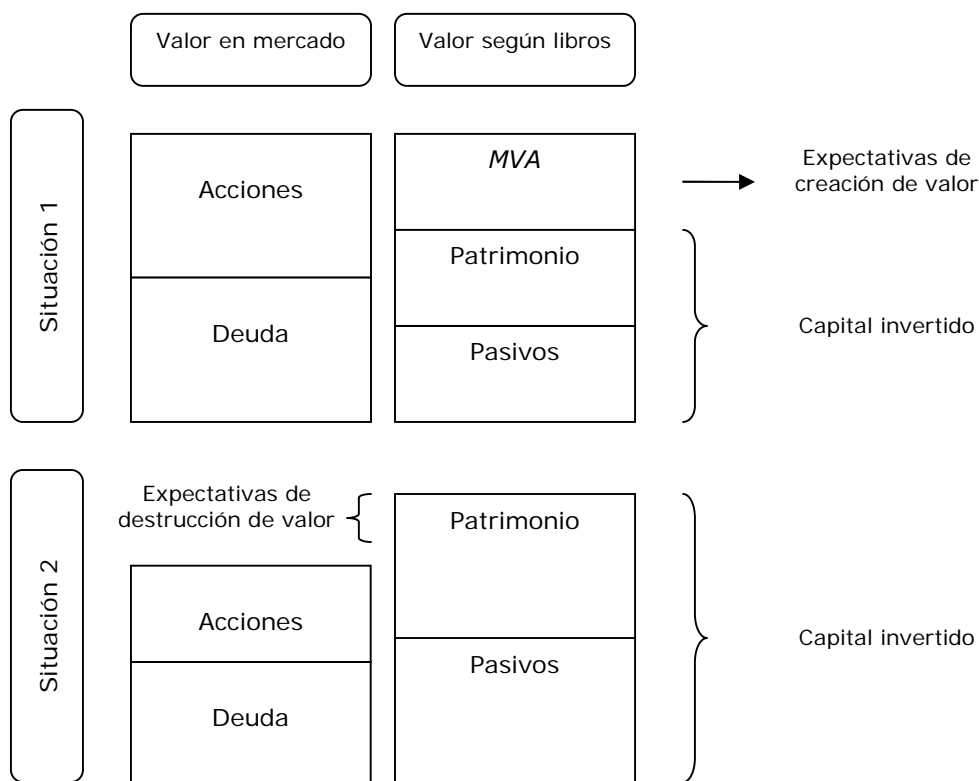 Valor en mercado
Valor según libros
Situación 1
Acciones
Deuda
MVA
Patrimonio
Pasivos
Expectativas de
creación de valor
Capital invertido
Situación 2
Expectativas de
destrucción de valor
Acciones
Deuda
Patrimonio
Pasivos
Capital invertido